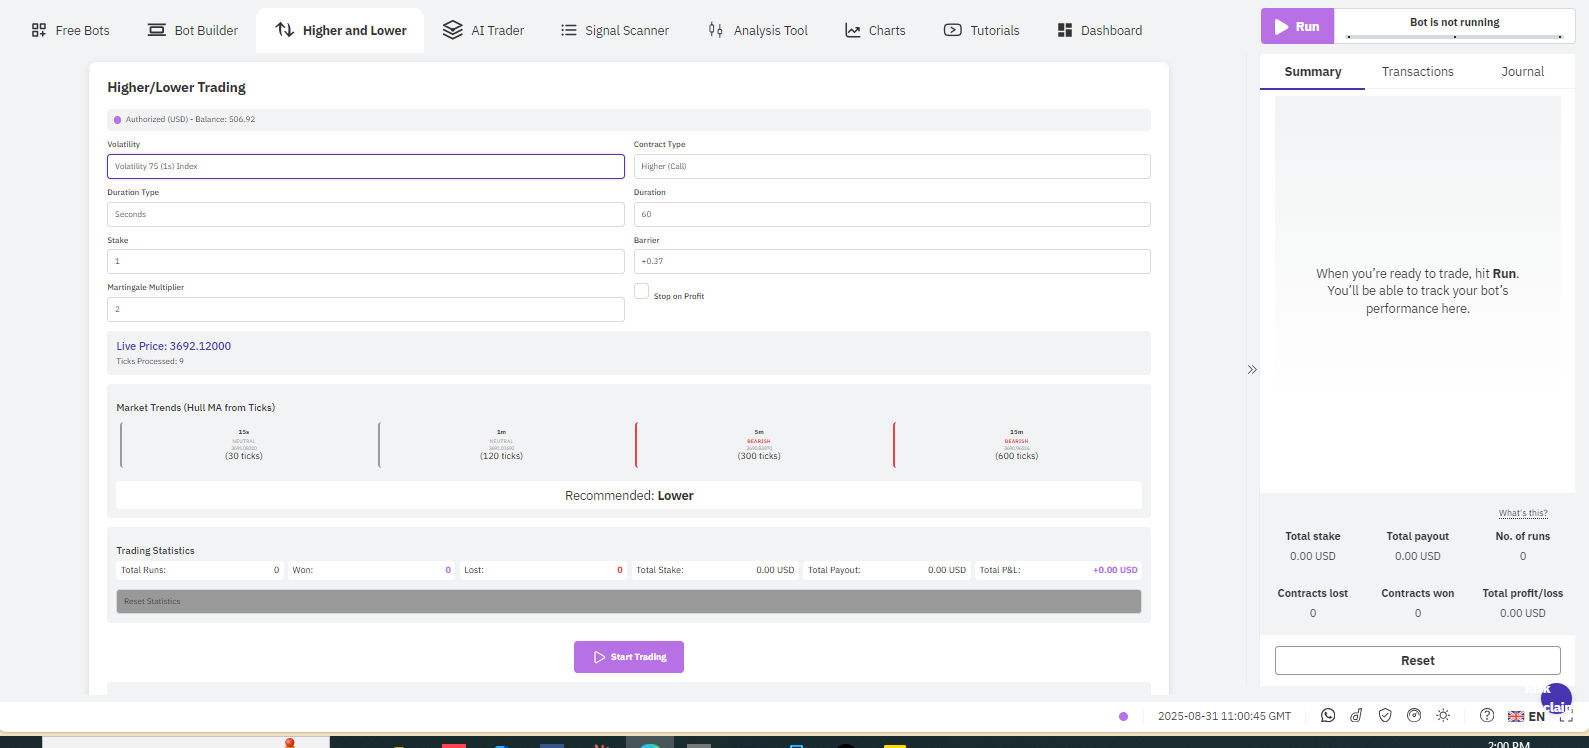 Free Bots
Bot Builder
Higher and Lower
AI Trader
Signal Scanner
Analysis Tool
Charts
Tutorials
Dashboard
Run
Bot is not running
Higher/Lower Trading
Authorized (USD) - Balance: 506.92
Volatility
Contract Type
Volatility 75 (1s) Index
Higher (Call)
Duration Type
Duration
Seconds
60
Stake
Barrier
1
+0.37
Martingale Multiplier
Stop on Profit
2
Live Price: 3692.12000
Ticks Processed: 9
Market Trends (Hull MA from Ticks)
15s
NEUTRAL
(30 ticks)
1m
NEUTRAL
(120 ticks)
5m
BEARISH
(300 ticks)
15m
BEARISH
(600 ticks)
Recommended: Lower
Trading Statistics
Total Runs: 0
Won: 0
Lost: 0
Total Stake: 0.00 USD
Total Payout: 0.00 USD
Total P&L: +0.00 USD
Reset Statistics
Start Trading
Summary
Transactions
Journal
When you’re ready to trade, hit Run.
You’ll be able to track your bot’s
performance here.
What's this?
Total stake
Total payout
No. of runs
0.00 USD
0.00 USD
0
Contracts lost
Contracts won
Total profit/loss
0
0
0.00 USD
Reset
2025-08-31 11:00:45 GMT
EN
2:00 PM